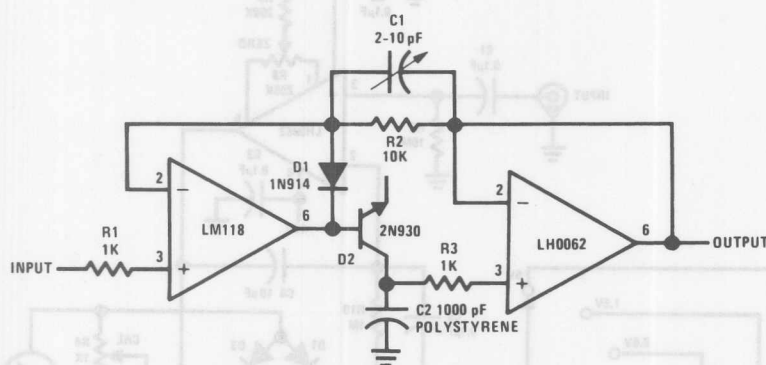 C1
2-10 pF
R2
10K
D1
1N914
2
−
LM118
6
2N930
D2
R1
1K
INPUT
3
+
R3
1K
2
−
LH0062
6
OUTPUT
3
+
C2 1000 pF
POLYSTYRENE